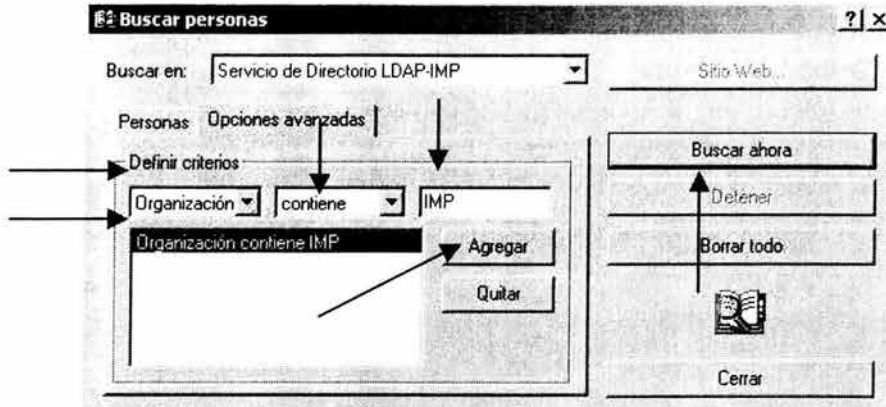 Buscar personas
Buscar en: Servicio de Directorio LDAP-IMP
Sitio Web...
Personas Opciones avanzadas
Buscar ahora
Definir criterios
Organización contiene IMP
Detener
Organización contiene IMP
Agregar
Borrar todo
Quitar
Cerrar